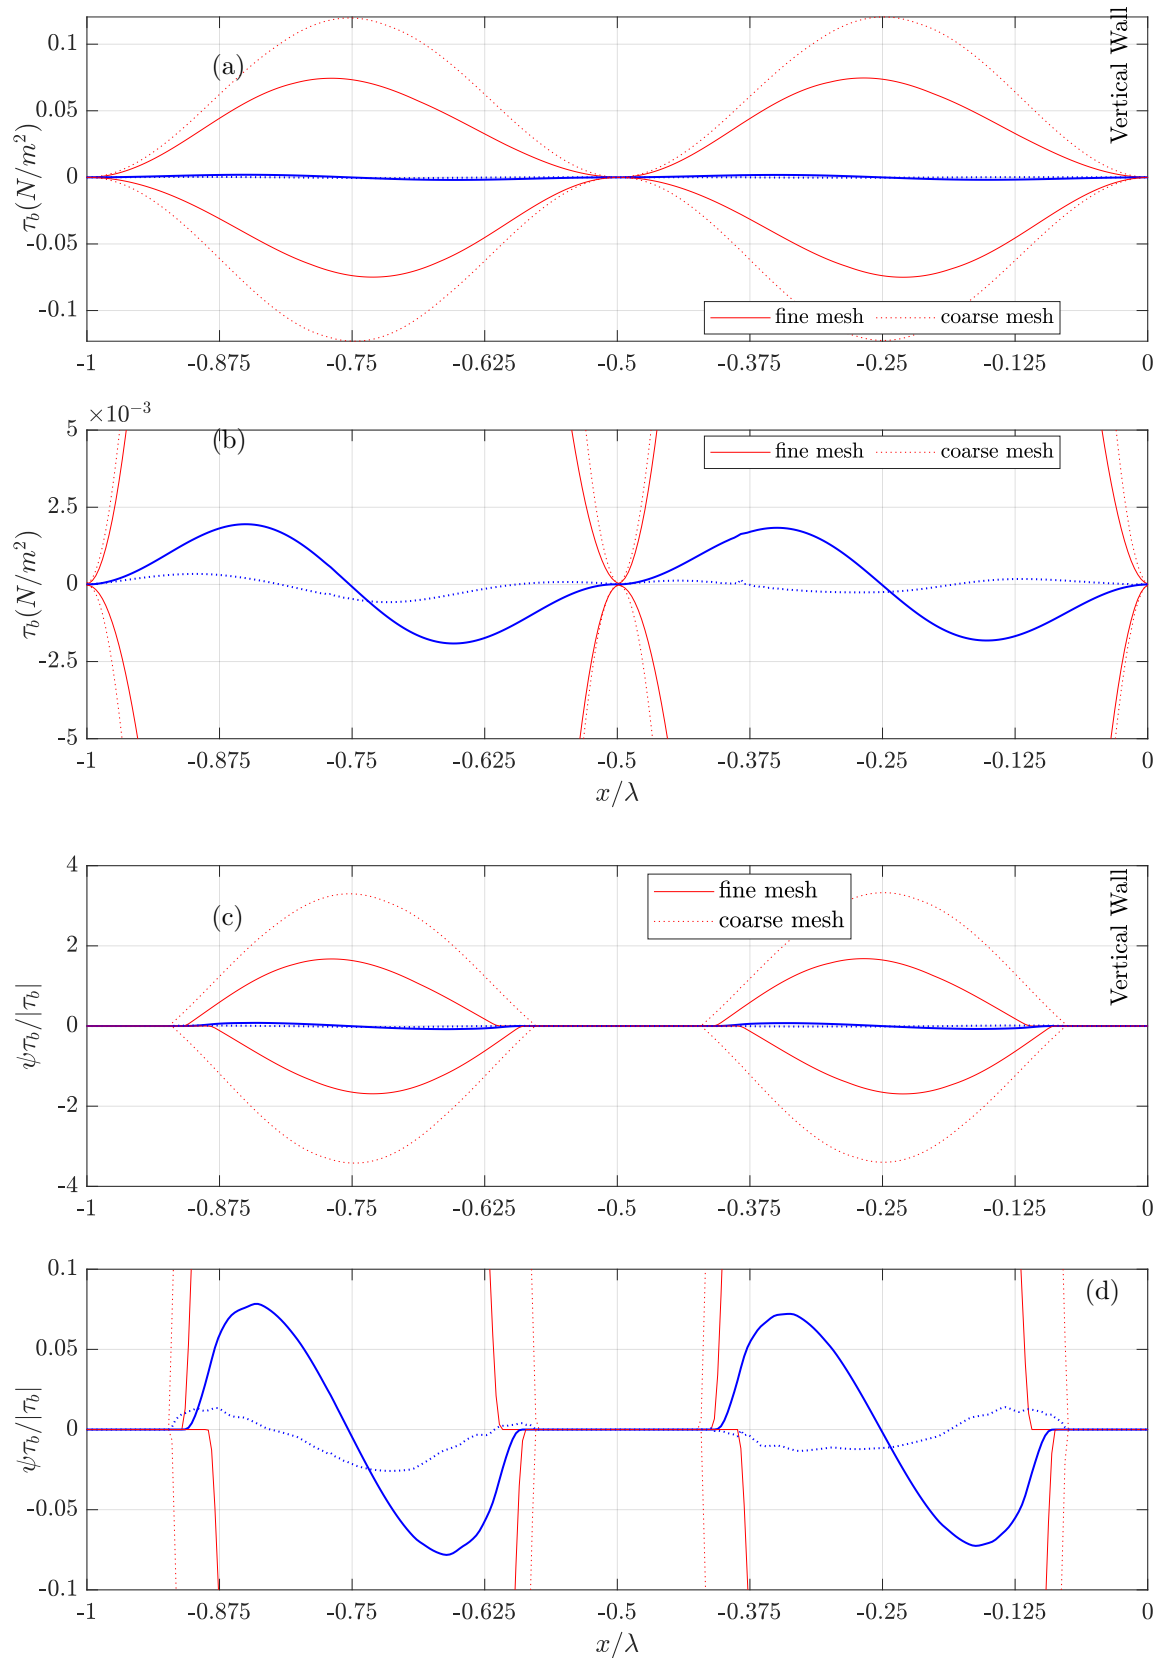 (a)
Vertical Wall
τ_b(N/m²)
0.1
0.05
0
-0.05
-0.1
fine mesh coarse mesh
-1 -0.875 -0.75 -0.625 -0.5 -0.375 -0.25 -0.125 0
×10⁻³
(b)
τ_b(N/m²)
5
2.5
0
-2.5
-5
fine mesh coarse mesh
-1 -0.875 -0.75 -0.625 -0.5 -0.375 -0.25 -0.125 0
x/λ
(c)
Vertical Wall
ψτ_b/|τ_b|
4
2
0
-2
-4
fine mesh
coarse mesh
-1 -0.875 -0.75 -0.625 -0.5 -0.375 -0.25 -0.125 0
(d)
ψτ_b/|τ_b|
0.1
0.05
0
-0.05
-0.1
-1 -0.875 -0.75 -0.625 -0.5 -0.375 -0.25 -0.125 0
x/λ